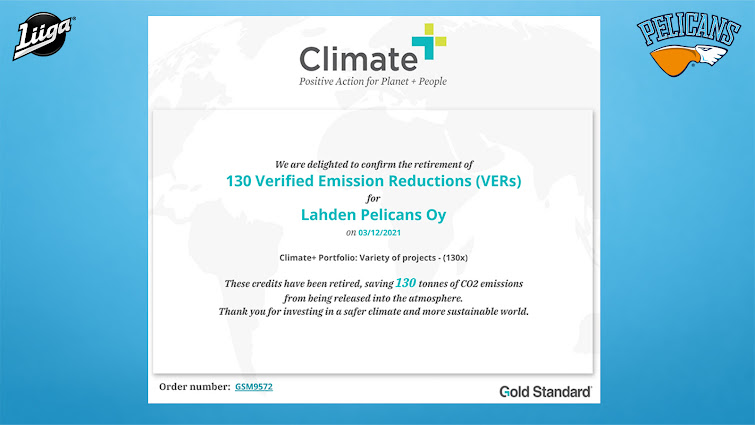 Liiga
PELICANS
Climate+
Positive Action for Planet + People
We are delighted to confirm the retirement of
130 Verified Emission Reductions (VERs)
for
Lahden Pelicans Oy
on 03/12/2021
Climate+ Portfolio: Variety of projects - (130x)
These credits have been retired, saving 130 tonnes of CO2 emissions
from being released into the atmosphere.
Thank you for investing in a safer climate and more sustainable world.
Order number: GSM9572
Gold Standard®